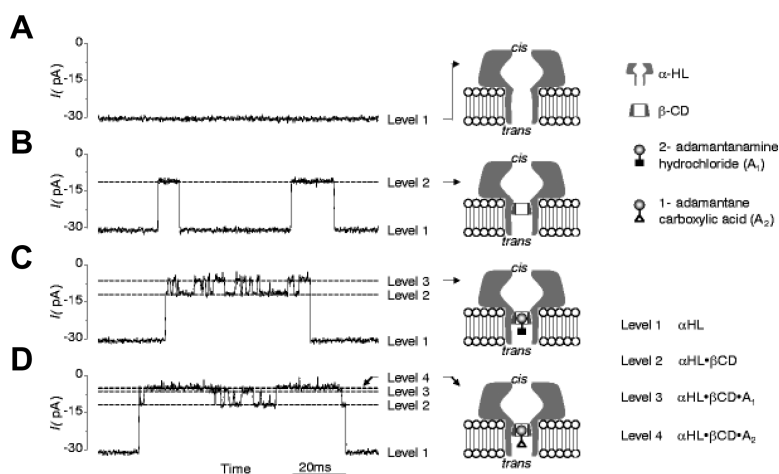 A
0
-15
-30
I( pA)
Level 1
cis
trans
α-HL
β-CD
2- adamantanamine
hydrochloride (A₁)
1- adamantane
carboxylic acid (A₂)
B
0
-15
-30
I( pA)
Level 2
Level 1
cis
trans
C
0
-15
-30
I( pA)
Level 3
Level 2
Level 1
cis
trans
D
0
-15
-30
I( pA)
Level 4
Level 3
Level 2
Level 1
Time
20ms
cis
trans
Level 1 αHL
Level 2 αHL•βCD
Level 3 αHL•βCD•A₁
Level 4 αHL•βCD•A₂